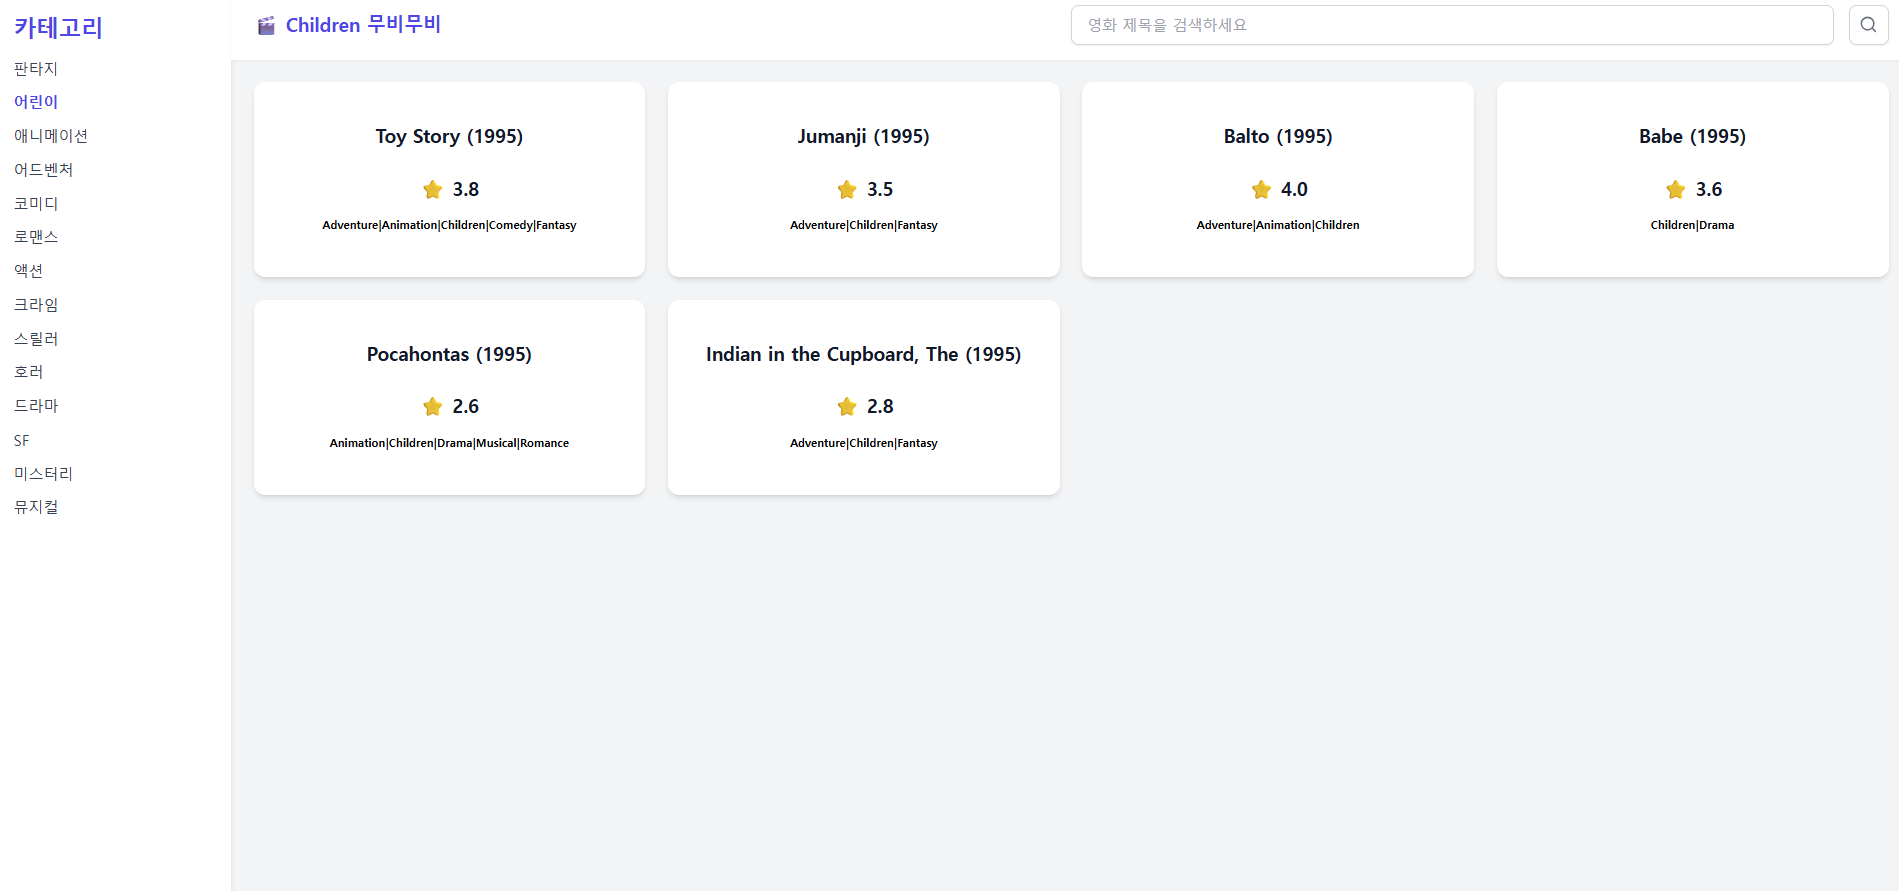 카테고리
판타지
어린이
애니메이션
어드벤처
코미디
로맨스
액션
크라임
스릴러
호러
드라마
SF
미스터리
뮤지컬
Children 무비무비
영화 제목을 검색하세요
Toy Story (1995)
3.8
Adventure|Animation|Children|Comedy|Fantasy
Jumanji (1995)
3.5
Adventure|Children|Fantasy
Balto (1995)
4.0
Adventure|Animation|Children
Babe (1995)
3.6
Children|Drama
Pocahontas (1995)
2.6
Animation|Children|Drama|Musical|Romance
Indian in the Cupboard, The (1995)
2.8
Adventure|Children|Fantasy